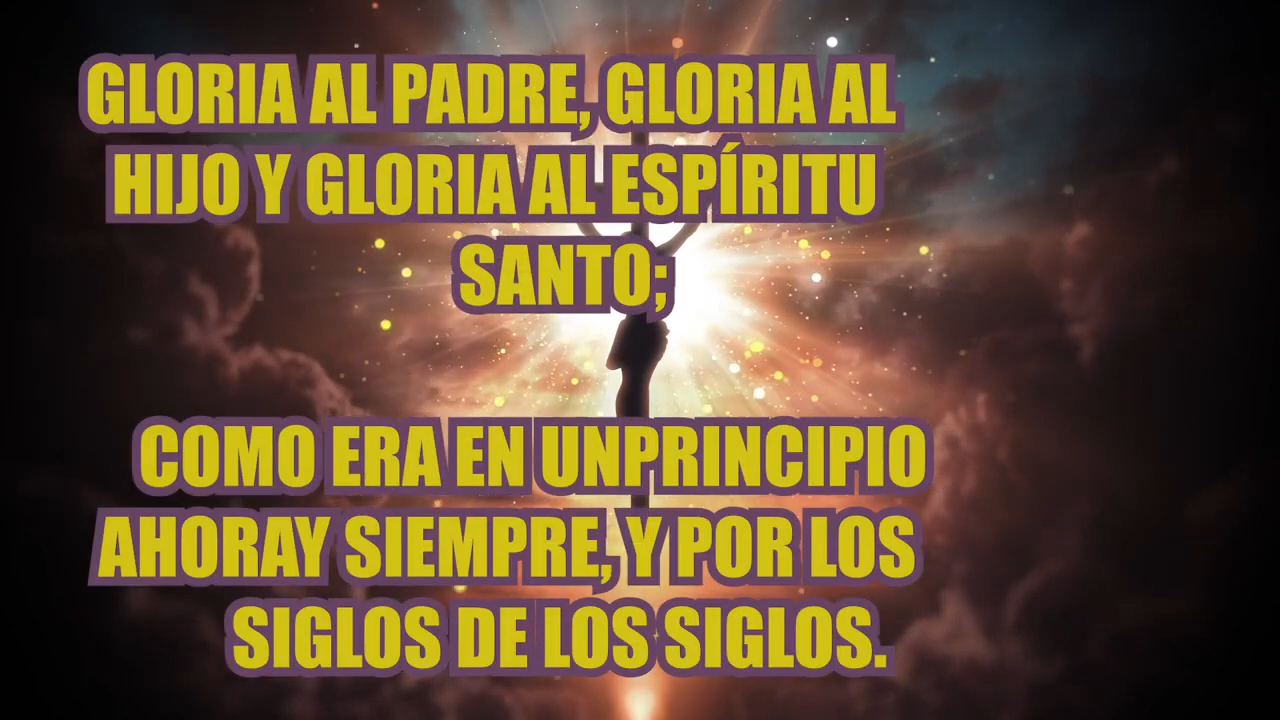 GLORIA AL PADRE, GLORIA AL
HIJO Y GLORIA AL ESPÍRITU
SANTO;
COMO ERA EN UNPRINCIPIO
AHORAY SIEMPRE, Y POR LOS
SIGLOS DE LOS SIGLOS.